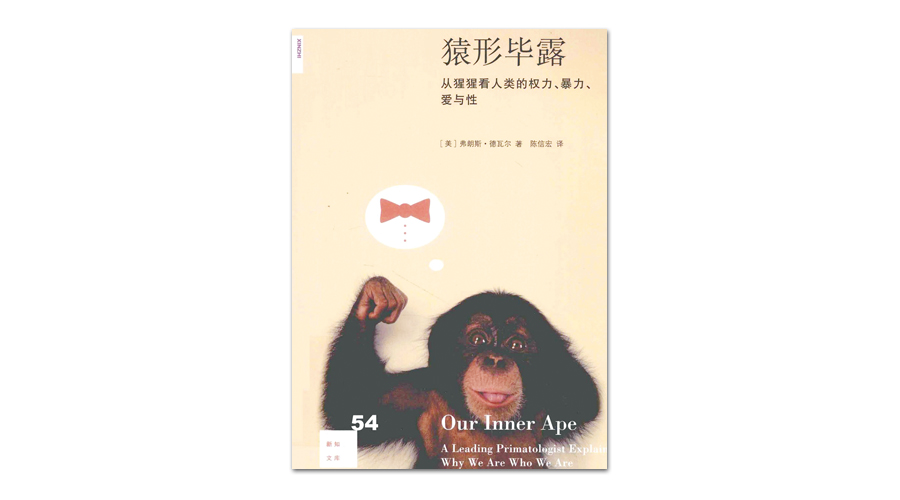 XINZHI
猿形毕露
从猩猩看人类的权力、暴力、
爱与性
[美]弗朗斯·德瓦尔 著 陈信宏 译
54
新知
文库
Our Inner Ape
A Leading Primatologist Explain
Why We Are Who We Are